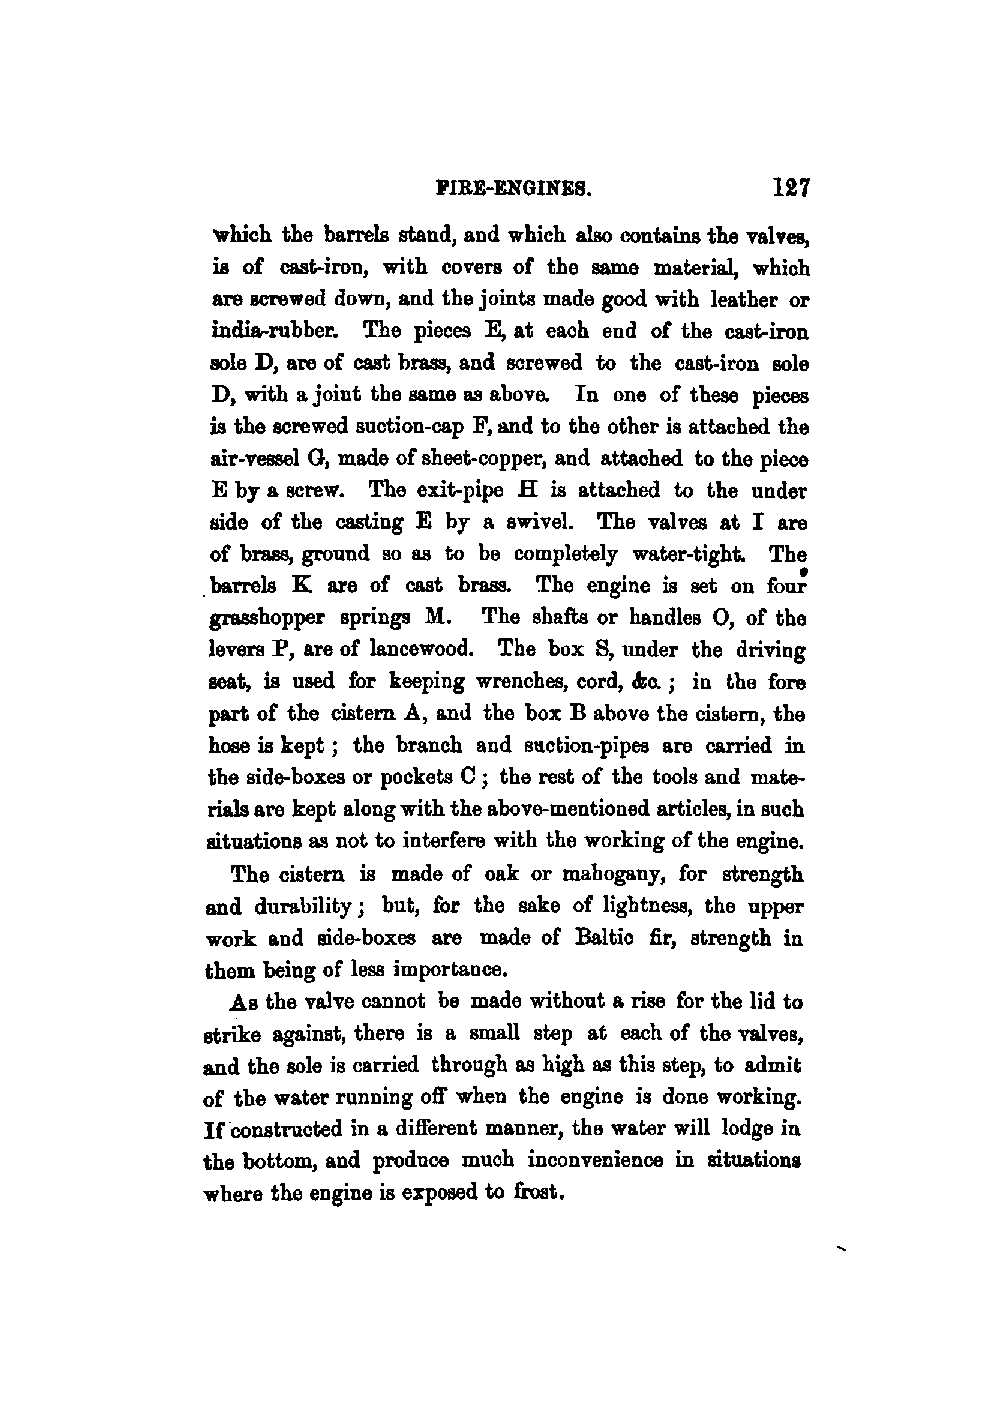 FIRE-ENGINES. 127
which the barrels stand, and which also contains the valves,
is of cast-iron, with covers of the same material, which
are screwed down, and the joints made good with leather or
india-rubber. The pieces E, at each end of the cast-iron
sole D, are of cast brass, and screwed to the cast-iron sole
D, with a joint the same as above. In one of these pieces
is the screwed suction-cap F, and to the other is attached the
air-vessel G, made of sheet-copper, and attached to the piece
E by a screw. The exit-pipe H is attached to the under
side of the casting E by a swivel. The valves at I are
of brass, ground so as to be completely water-tight. The
barrels K are of cast brass. The engine is set on four
grasshopper springs M. The shafts or handles O, of the
levers P, are of lancewood. The box S, under the driving
seat, is used for keeping wrenches, cord, &c. ; in the fore
part of the cistern A, and the box B above the cistern, the
hose is kept ; the branch and suction-pipes are carried in
the side-boxes or pockets C ; the rest of the tools and mate-
rials are kept along with the above-mentioned articles, in such
situations as not to interfere with the working of the engine.
The cistern is made of oak or mahogany, for strength
and durability ; but, for the sake of lightness, the upper
work and side-boxes are made of Baltic fir, strength in
them being of less importance.
As the valve cannot be made without a rise for the lid to
strike against, there is a small step at each of the valves,
and the sole is carried through as high as this step, to admit
of the water running off when the engine is done working.
If constructed in a different manner, the water will lodge in
the bottom, and produce much inconvenience in situations
where the engine is exposed to frost.